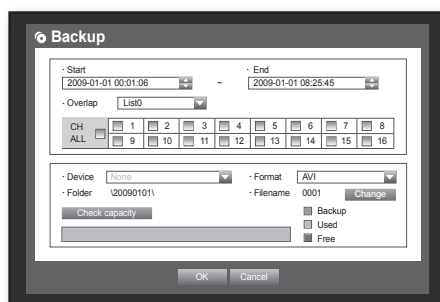 Backup
· Start
· End
2009-01-01 00:01:06
~
2009-01-01 08:25:45
· Overlap
List0
CH
ALL
1 2 3 4 5 6 7 8
9 10 11 12 13 14 15 16
· Device
None
· Format
AVI
· Folder
\20090101\
· Filename
0001
Change
Check capacity
Backup
Used
Free
OK
Cancel